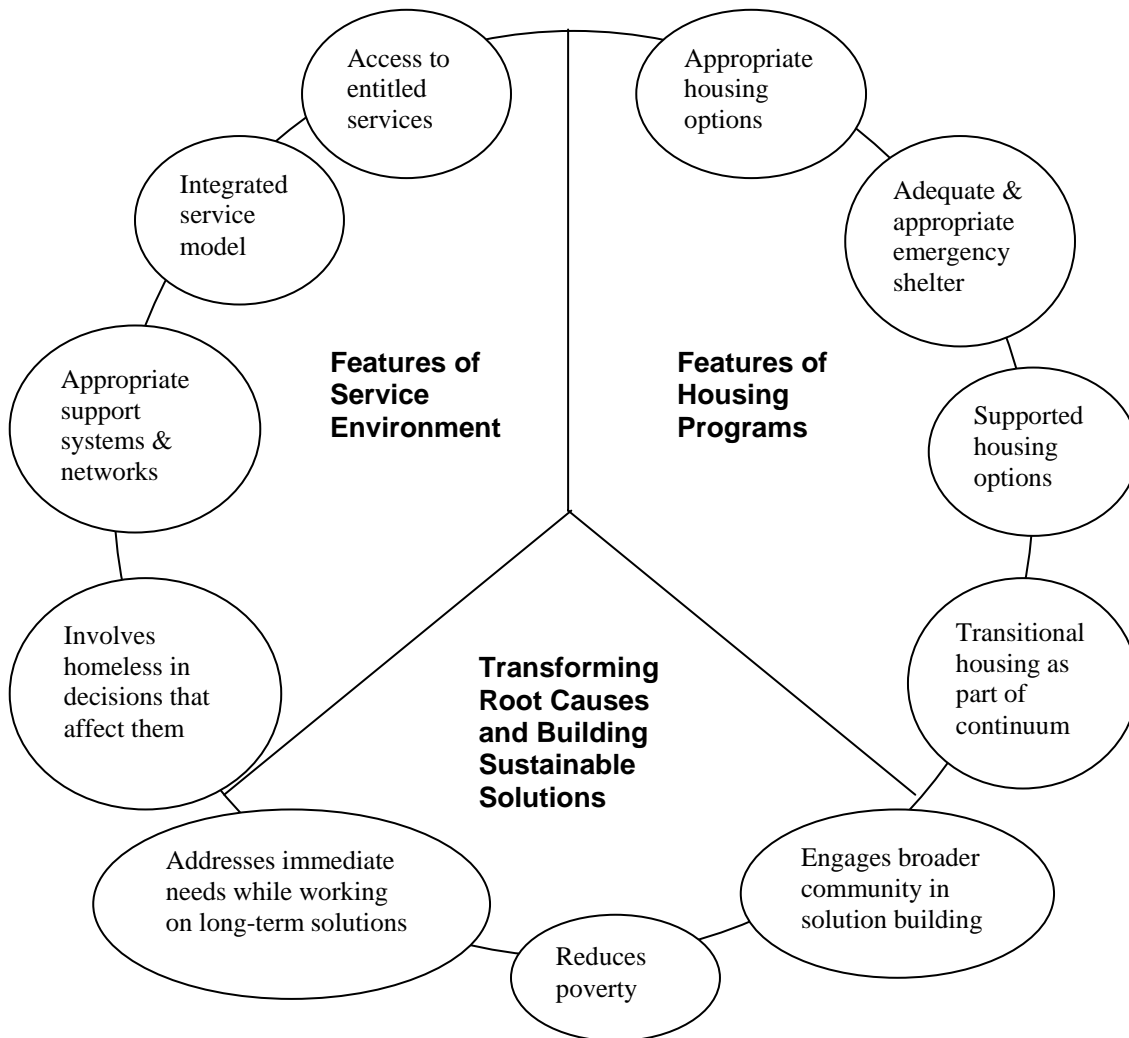 Access to
entitled
services
Appropriate
housing
options
Integrated
service
model
Adequate &
appropriate
emergency
shelter
Features of
Service
Environment
Features of
Housing
Programs
Appropriate
support
systems &
networks
Supported
housing
options
Involves
homeless in
decisions that
affect them
Transforming
Root Causes
and Building
Sustainable
Solutions
Transitional
housing as
part of
continuum
Addresses immediate
needs while working
on long-term solutions
Engages broader
community in
solution building
Reduces
poverty